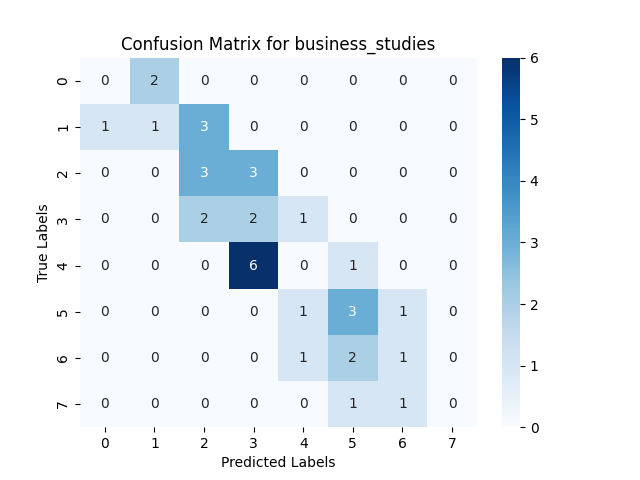 Confusion Matrix for business_studies
True Labels
0 0 2 0 0 0 0 0 0
1 1 1 3 0 0 0 0 0
2 0 0 3 3 0 0 0 0
3 0 0 2 2 1 0 0 0
4 0 0 0 6 0 1 0 0
5 0 0 0 0 1 3 1 0
6 0 0 0 0 1 2 1 0
7 0 0 0 0 0 1 1 0
0 1 2 3 4 5 6 7
Predicted Labels
6
5
4
3
2
1
0